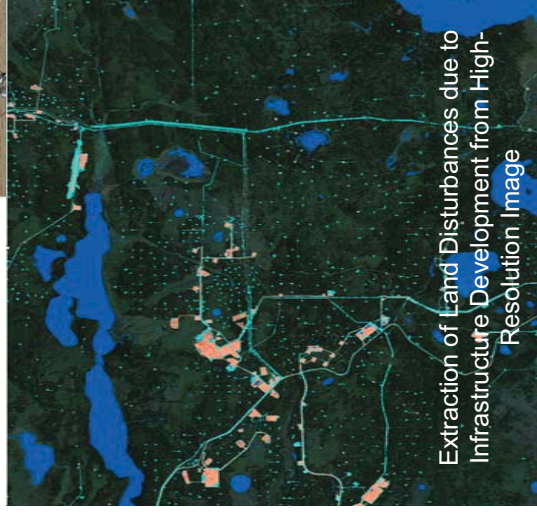 Extraction of Land Disturbances due to
Infrastructure Development from High-
Resolution Image